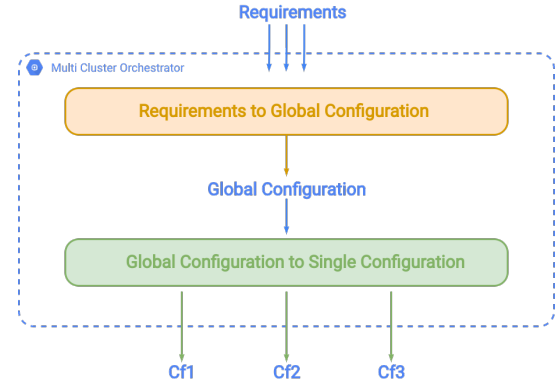 Requirements
Multi Cluster Orchestrator
Requirements to Global Configuration
Global Configuration
Global Configuration to Single Configuration
Cf1 Cf2 Cf3